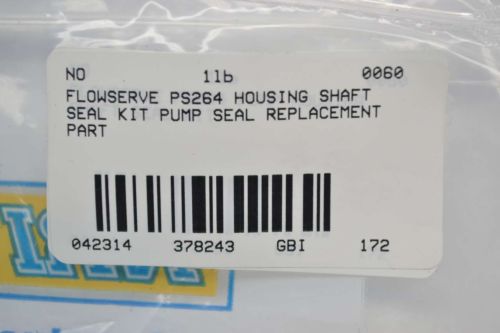 NO 1lb 0060
FLOWSERVE PS264 HOUSING SHAFT
SEAL KIT PUMP SEAL REPLACEMENT
PART
042314 378243 GBI 172